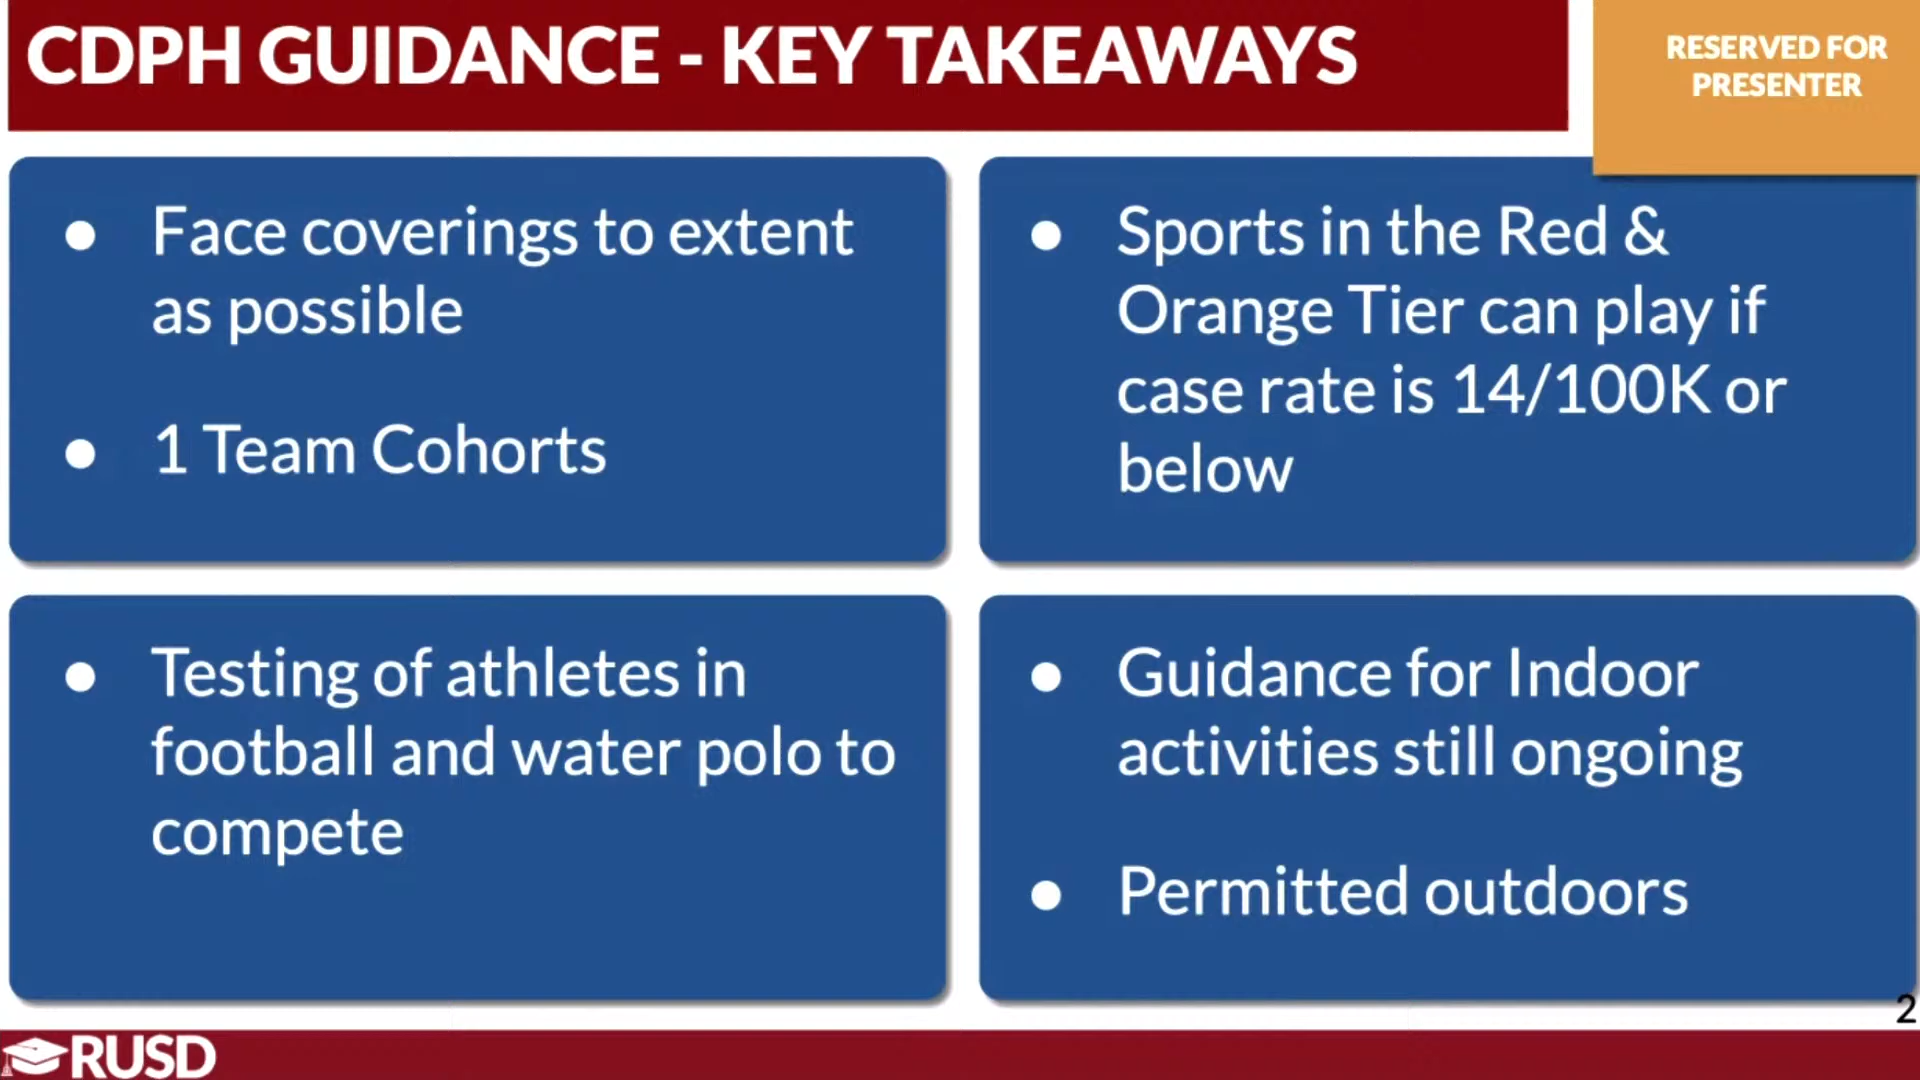 CDPH GUIDANCE - KEY TAKEAWAYS
RESERVED FOR
PRESENTER
● Face coverings to extent
as possible
● 1 Team Cohorts
● Sports in the Red &
Orange Tier can play if
case rate is 14/100K or
below
● Testing of athletes in
football and water polo to
compete
● Guidance for Indoor
activities still ongoing
● Permitted outdoors
2
RUSD